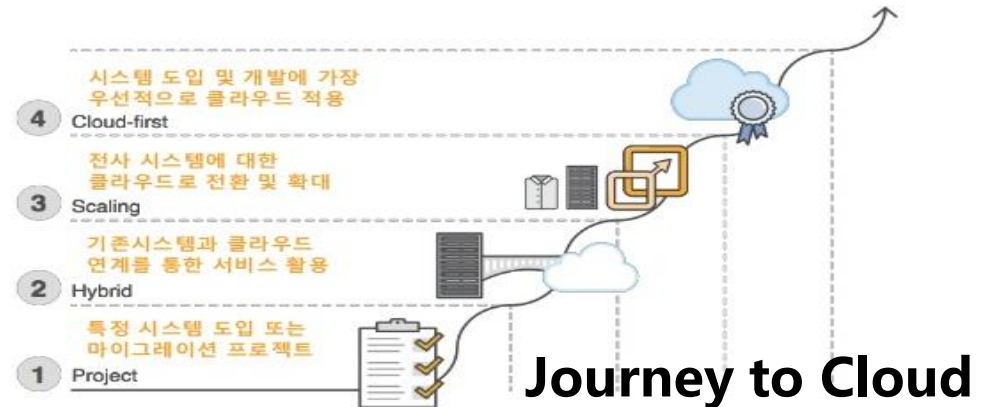 시스템 도입 및 개발에 가장
우선적으로 클라우드 적용
4 Cloud-first
전사 시스템에 대한
클라우드로 전환 및 확대
3 Scaling
기존시스템과 클라우드
연계를 통한 서비스 활용
2 Hybrid
특정 시스템 도입 또는
마이그레이션 프로젝트
1 Project
Journey to Cloud